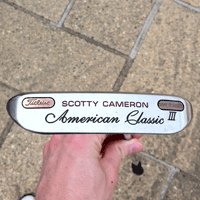 Titleist
SCOTTY CAMERON
American Classic
III